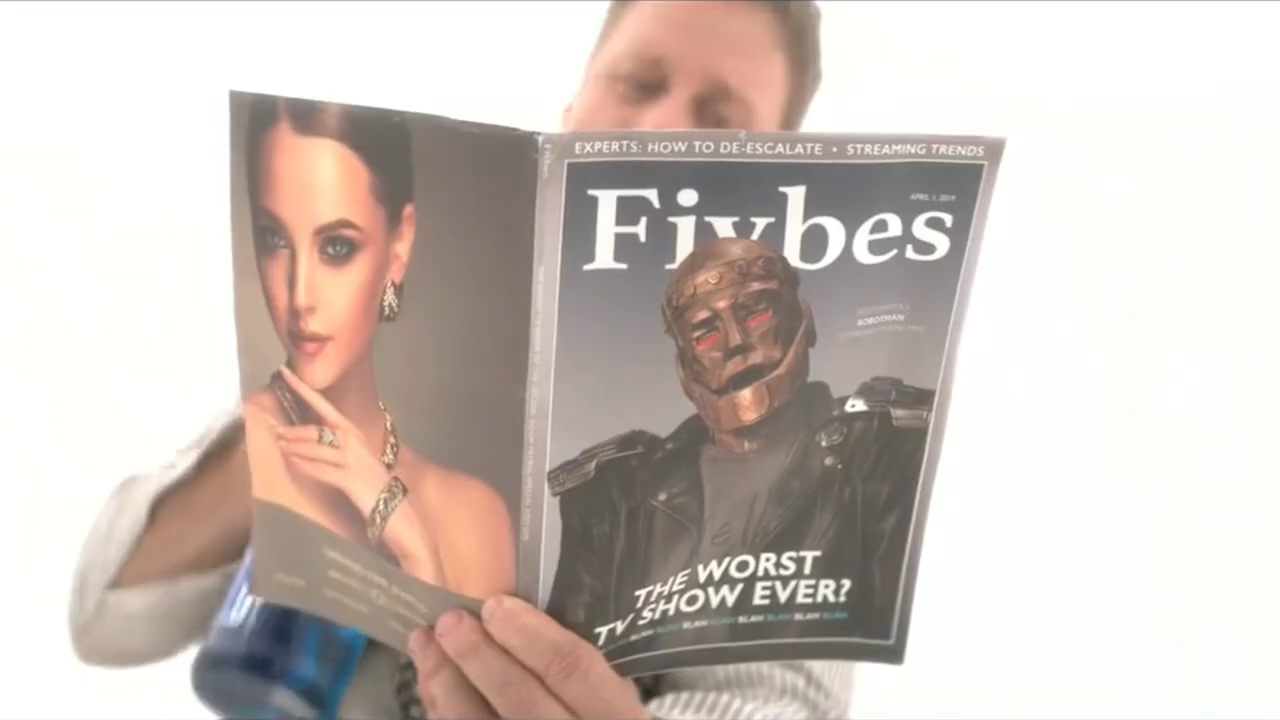 EXPERTS: HOW TO DE-ESCALATE • STREAMING TRENDS
Fivbes
APRIL 1, 2019
ROBOTMAN
THE WORST
TV SHOW EVER?
BLAH BLAH BLAH BLAH BLAH BLAH BLAH